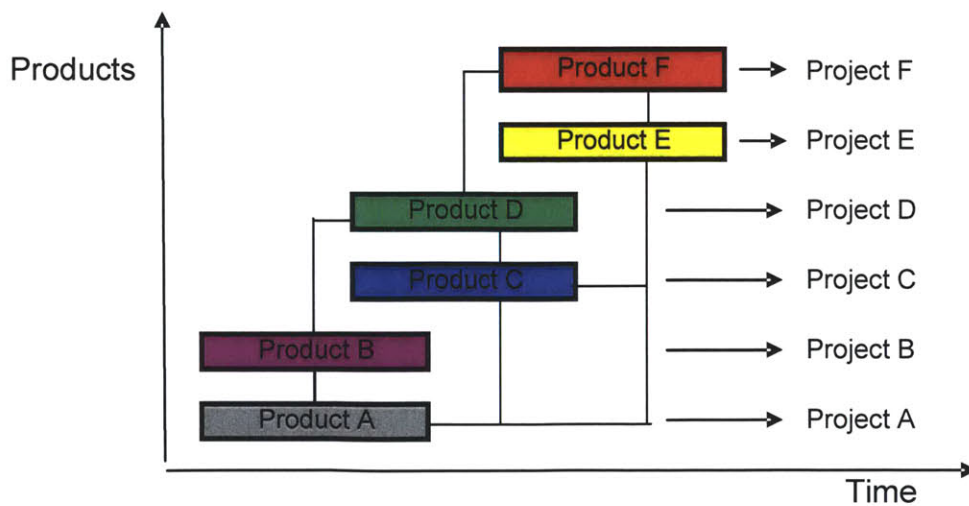 Products
Product F
Project F
Product E
Project E
Product D
Project D
Product C
Project C
Product B
Project B
Product A
Project A
Time